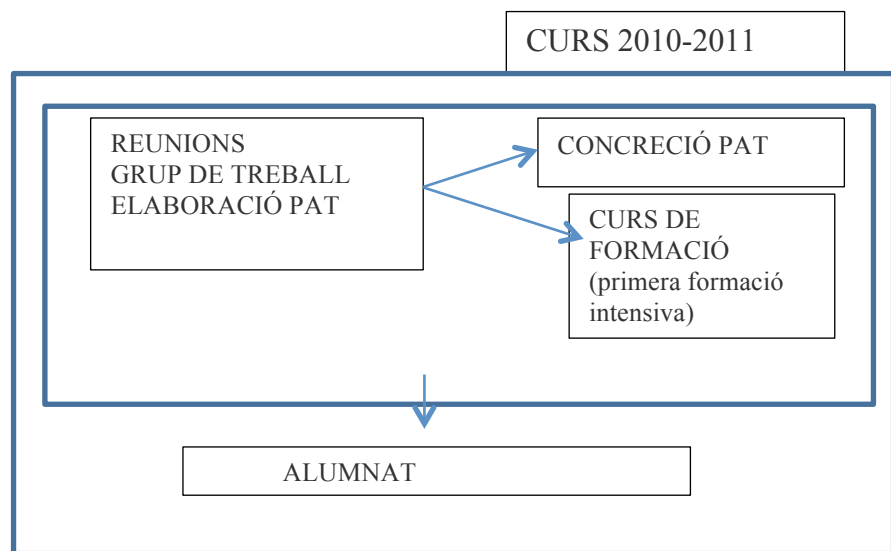 CURS 2010-2011
REUNIONS
GRUP DE TREBALL
ELABORACIÓ PAT
CONCRECIÓ PAT
CURS DE
FORMACIÓ
(primera formació
intensiva)
ALUMNAT